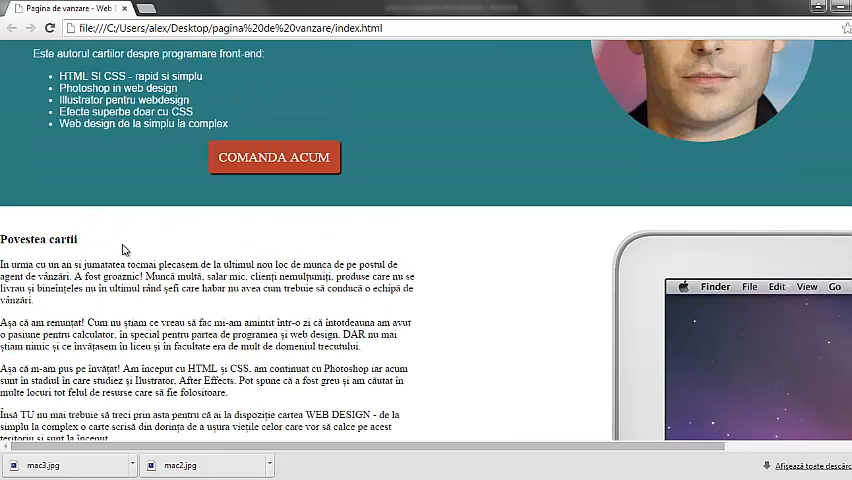 Pagina de vanzare - Web
file:///C:/Users/alex/Desktop/pagina%20de%20vanzare/index.html
Este autorul cartilor despre programare front-end:
HTML SI CSS - rapid si simplu
Photoshop in web design
Illustrator pentru webdesign
Efecte superbe doar cu CSS
Web design de la simplu la complex
COMANDA ACUM
Povestea cartii
In urma cu un an si jumatatea tocmai plecasem de la ultimul nou loc de munca de pe postul de
agent de vânzări. A fost groaznic! Muncă multă, salar mic, clienți nemulțumiți, produse care nu se
livrau și bineînțeles nu în ultimul rând șefi care habar nu avea cum trebuie să conducă o echipă de
vânzări.
Așa că am renunțat! Cum nu știam ce vreau să fac mi-am amintit într-o zi că întotdeauna am avut
o pasiune pentru calculator, în special pentru partea de programea și web design. DAR nu mai
știam nimic și ce învățasem în liceu și în facultate era de mult de domeniul trecutului.
Așa că m-am pus pe învățat! Am început cu HTML și CSS, am continuat cu Photoshop iar acum
sunt în stadiul în care studiez și Ilustrator, After Effects. Pot spune că a fost greu și am căutat în
multe locuri tot felul de resurse care să fie folositoare.
Însă TU nu mai trebuie să treci prin asta pentru că ai la dispoziție cartea WEB DESIGN - de la
simplu la complex o carte scrisă din dorința de a ușura viețile celor care vor să calce pe acest
teritoriu și sunt la început
Finder File Edit View Go
mac3.jpg
mac2.jpg
Afișează toate descărc